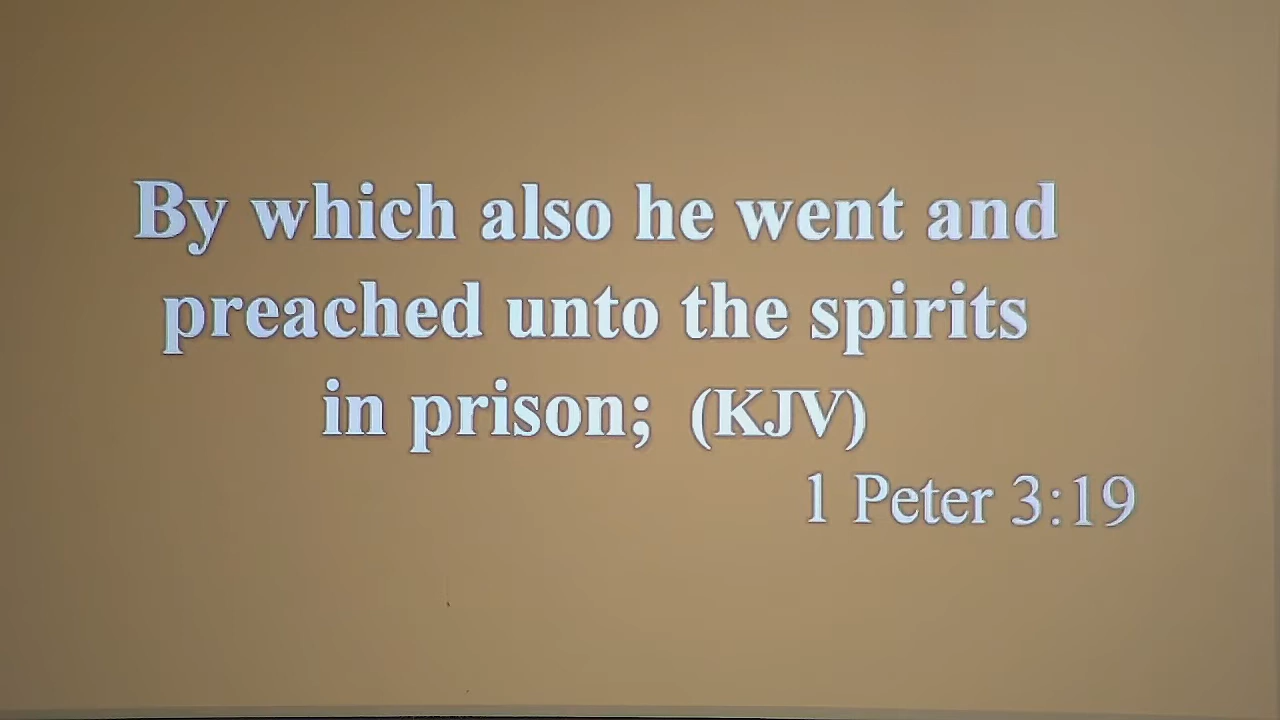 By which also he went and
preached unto the spirits
in prison; (KJV)
1 Peter 3:19